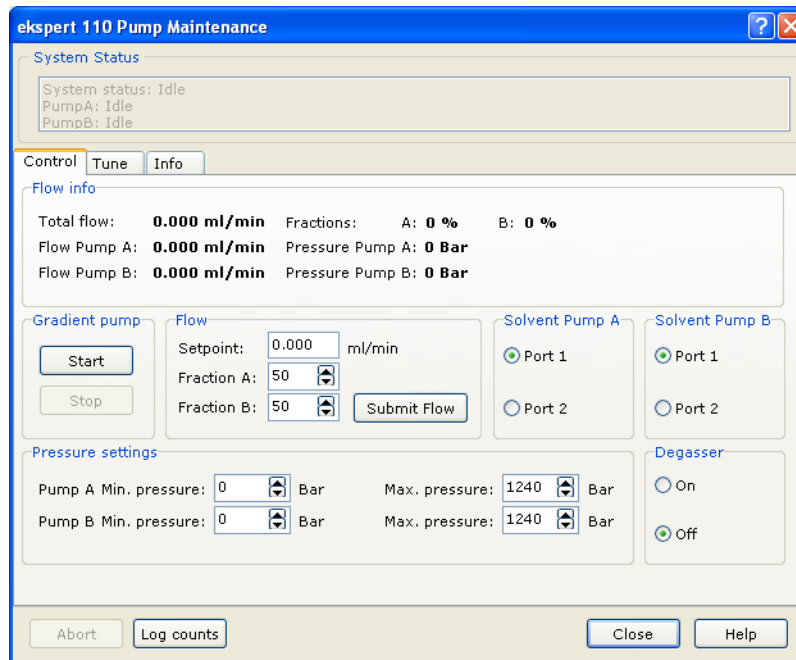 ekspert 110 Pump Maintenance
System Status
System status: Idle
PumpA: Idle
PumpB: Idle
Control Tune Info
Flow info
Total flow: 0.000 ml/min Fractions: A: 0 % B: 0 %
Flow Pump A: 0.000 ml/min Pressure Pump A: 0 Bar
Flow Pump B: 0.000 ml/min Pressure Pump B: 0 Bar
Gradient pump Flow Solvent Pump A Solvent Pump B
Setpoint: 0.000 ml/min
Start Port 1 Port 1
Fraction A: 50
Stop Fraction B: 50 Submit Flow Port 2 Port 2
Pressure settings Degasser
Pump A Min. pressure: 0 Bar Max. pressure: 1240 Bar On
Pump B Min. pressure: 0 Bar Max. pressure: 1240 Bar Off
Abort Log counts Close Help